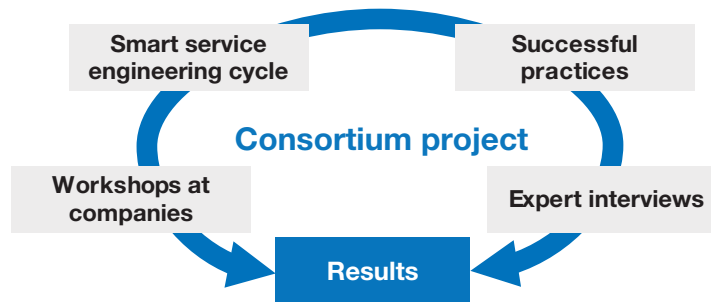 Smart service
engineering cycle
Successful
practices
Consortium project
Workshops at
companies
Expert interviews
Results